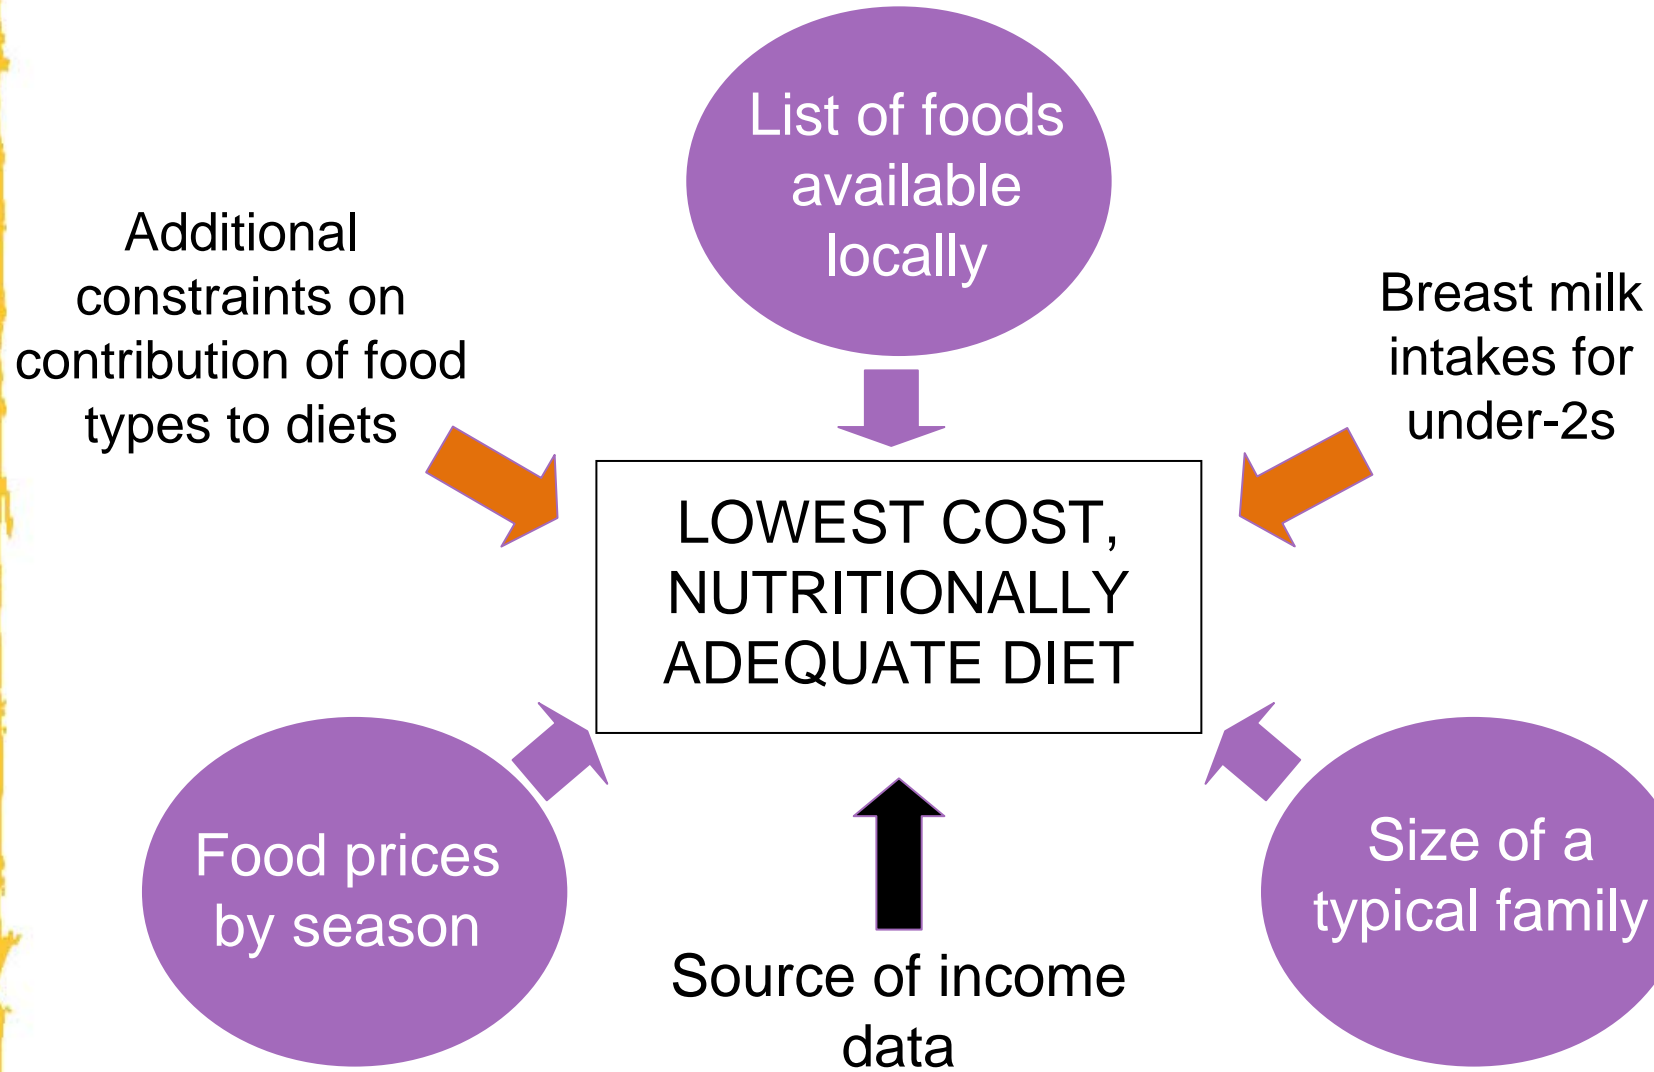 List of foods
available
locally
Additional
constraints on
contribution of food
types to diets
Breast milk
intakes for
under-2s
LOWEST COST,
NUTRITIONALLY
ADEQUATE DIET
Food prices
by season
Size of a
typical family
Source of income
data